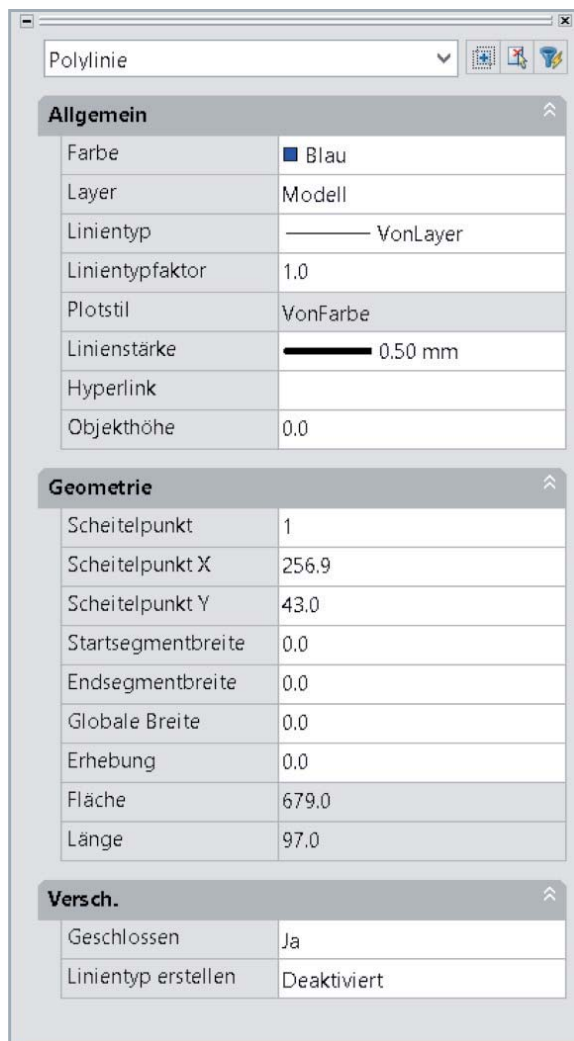 Polylinie
Allgemein
Farbe Blau
Layer Modell
Linientyp VonLayer
Linientypfaktor 1.0
Plotstil VonFarbe
Linienstärke 0.50 mm
Hyperlink
Objekthöhe 0.0
Geometrie
Scheitelpunkt 1
Scheitelpunkt X 256.9
Scheitelpunkt Y 43.0
Startsegmentbreite 0.0
Endsegmentbreite 0.0
Globale Breite 0.0
Erhebung 0.0
Fläche 679.0
Länge 97.0
Versch.
Geschlossen Ja
Linientyp erstellen Deaktiviert